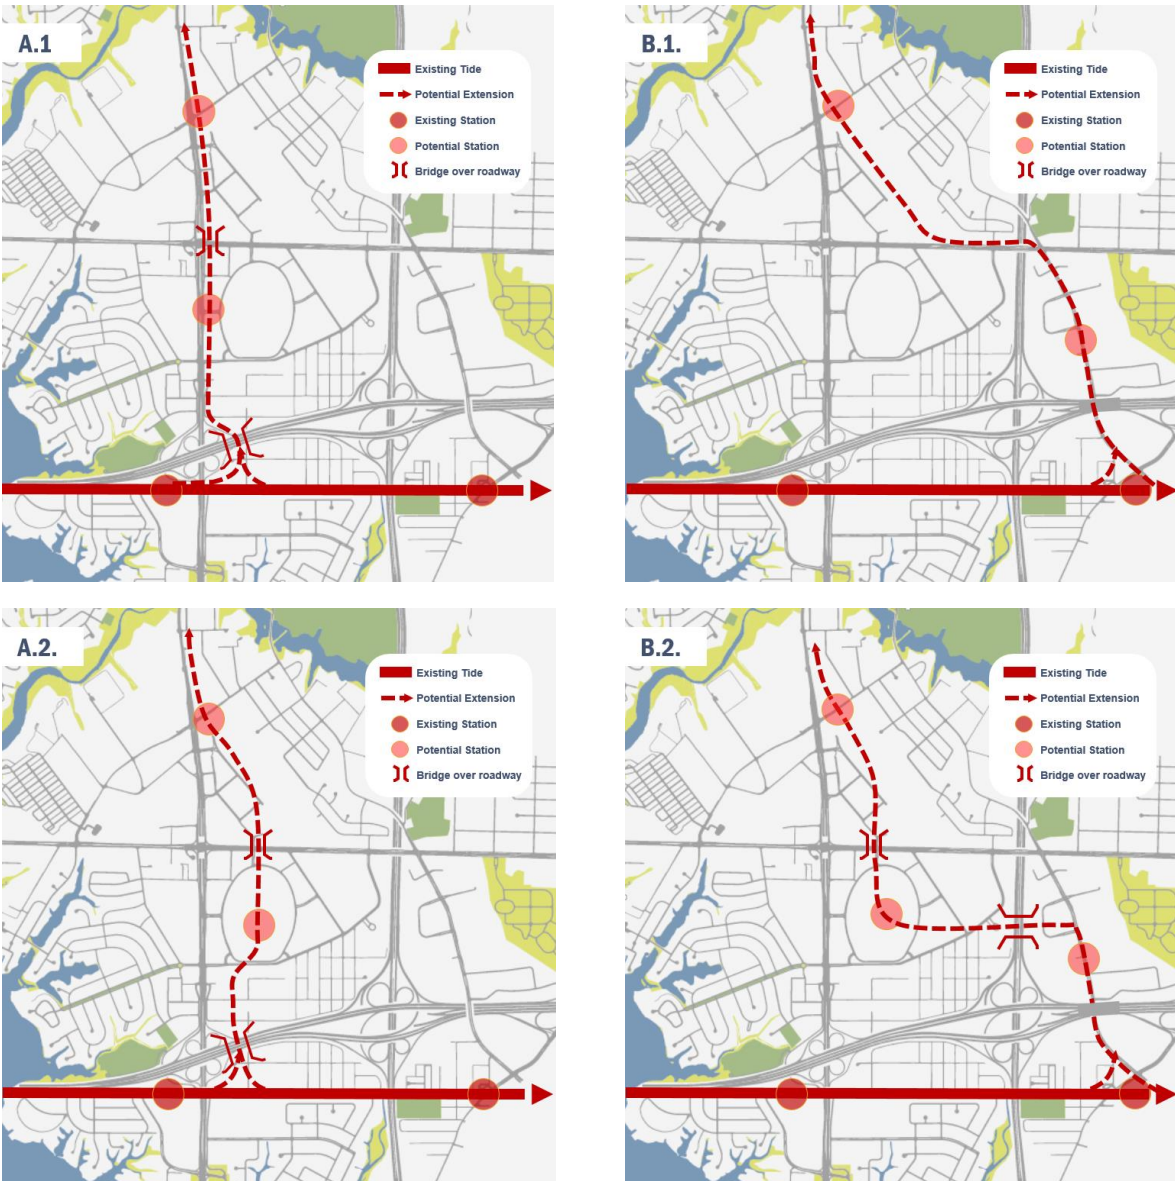 A.1
Existing Tide
Potential Extension
Existing Station
Potential Station
Bridge over roadway
B.1.
Existing Tide
Potential Extension
Existing Station
Potential Station
Bridge over roadway
A.2.
Existing Tide
Potential Extension
Existing Station
Potential Station
Bridge over roadway
B.2.
Existing Tide
Potential Extension
Existing Station
Potential Station
Bridge over roadway